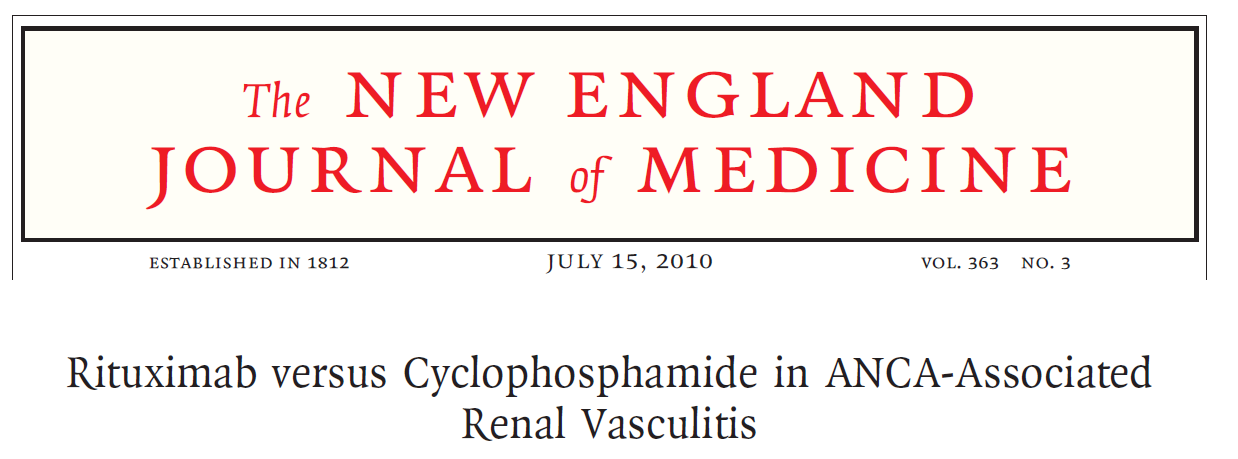 The NEW ENGLAND
JOURNAL of MEDICINE
ESTABLISHED IN 1812 JULY 15, 2010 VOL. 363 NO. 3
Rituximab versus Cyclophosphamide in ANCA-Associated
Renal Vasculitis